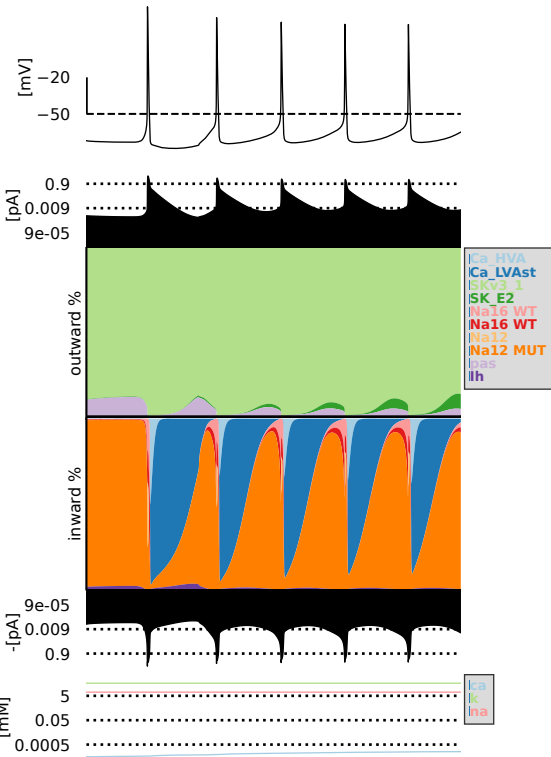 [mV]
−20
−50
[pA]
0.9
0.009
9e-05
outward %
Ca_HVA
Ca_LVAst
SKv3_1
SK_E2
Na16 WT
Na16 WT
Na12
Na12 MUT
pas
Ih
inward %
-[pA]
9e-05
0.009
0.9
[mM]
5
0.05
0.0005
ca
k
na